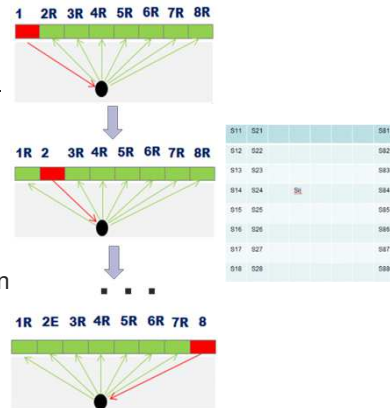 1 2R 3R 4R 5R 6R 7R 8R
1R 2 3R 4R 5R 6R 7R 8R
1R 2E 3R 4R 5R 6R 7R 8
S11 S21 S81
S12 S22 S82
S13 S23 S83
S14 S24 S84
S15 S25 S85
S16 S26 S86
S17 S27 S87
S18 S28 S88